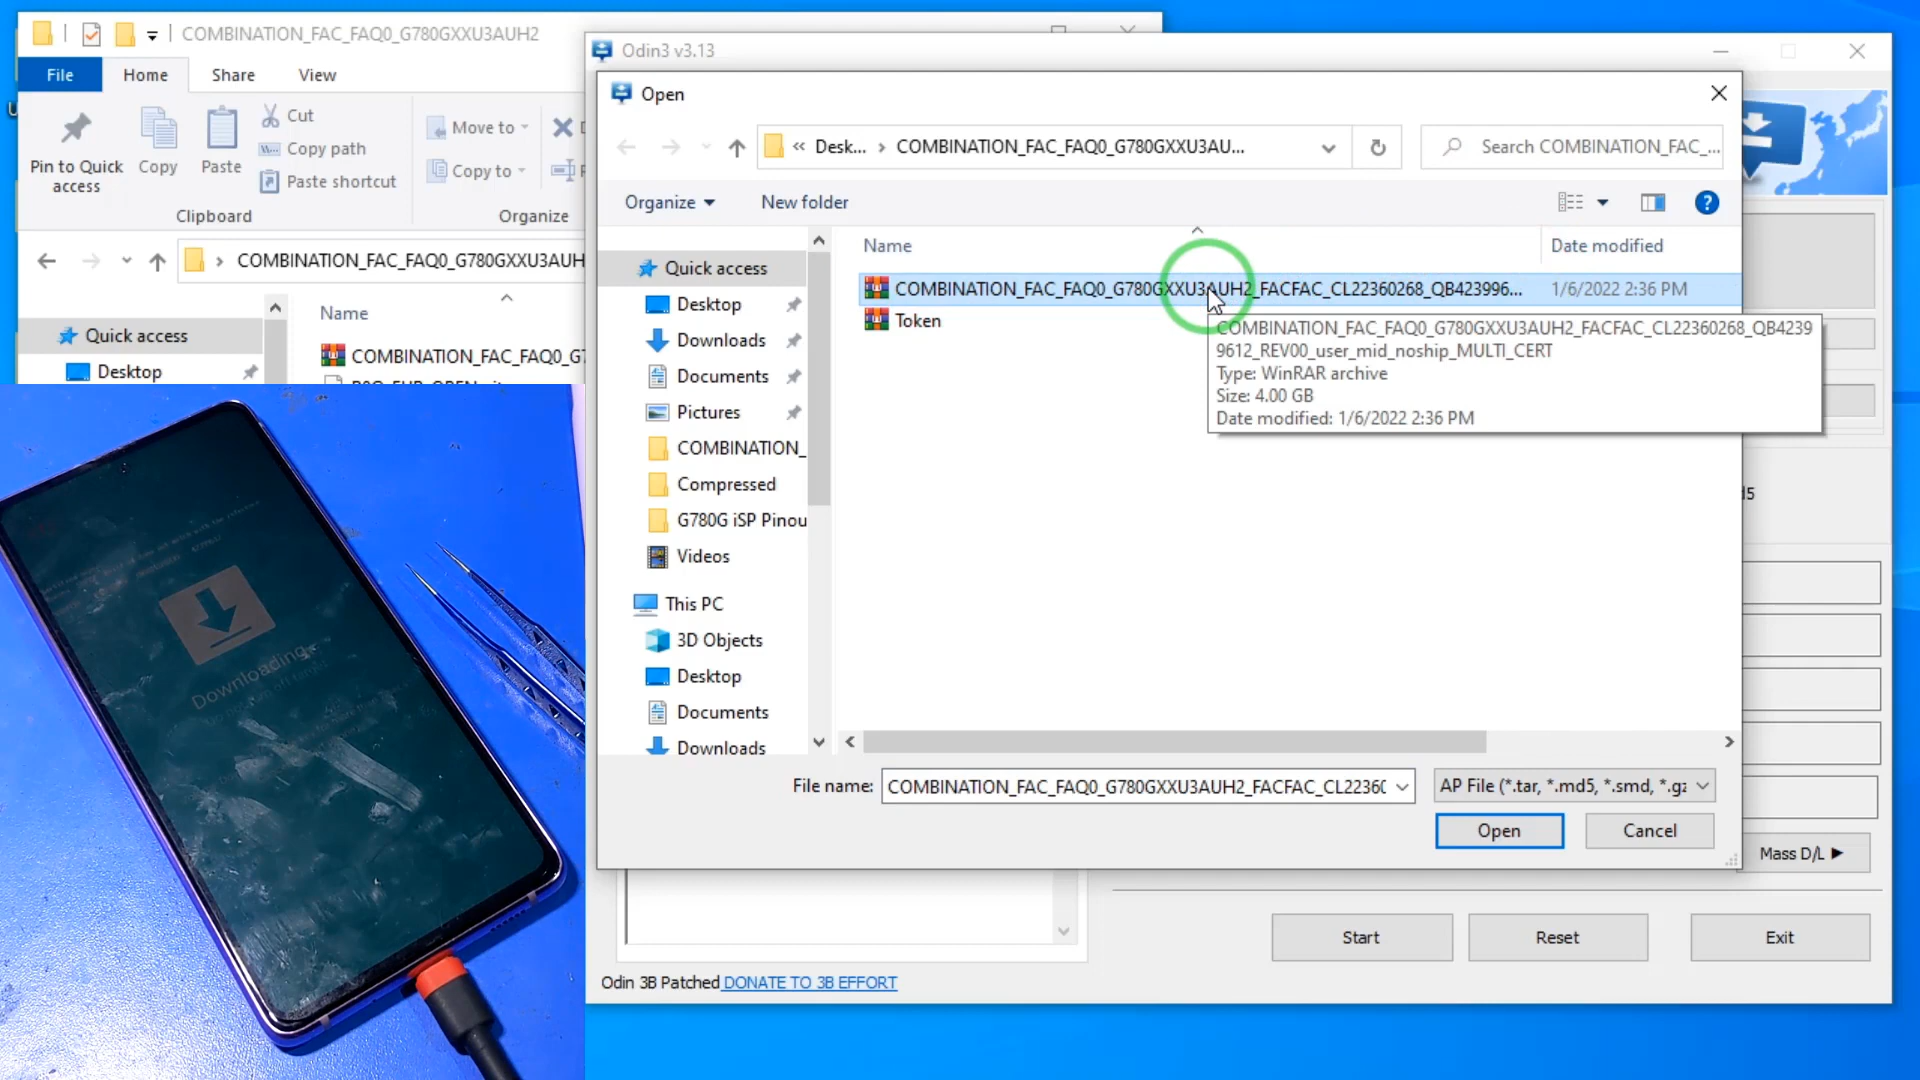 COMBINATION_FAC_FAQ0_G780GXXU3AUH2
File
Home
Share
View
Pin to Quick access
Copy
Paste
Cut
Copy path
Paste shortcut
Move to
Copy to
Clipboard
Organize
COMBINATION_FAC_FAQ0_G780GXXU3AUH
Name
Quick access
Desktop
COMBINATION_FAC_FAQ0_G7
Odin3 v3.13
Open
« Desk... › COMBINATION_FAC_FAQ0_G780GXXU3AU...
Search COMBINATION_FAC_...
Organize
New folder
Name
Date modified
Quick access
Desktop
Downloads
Documents
Pictures
COMBINATION_
Compressed
G780G iSP Pinou
Videos
This PC
3D Objects
Desktop
Documents
Downloads
COMBINATION_FAC_FAQ0_G780GXXU3AUH2_FACFAC_CL22360268_QB423996... 1/6/2022 2:36 PM
Token
COMBINATION_FAC_FAQ0_G780GXXU3AUH2_FACFAC_CL22360268_QB4239
9612_REV00_user_mid_noship_MULTI_CERT
Type: WinRAR archive
Size: 4.00 GB
Date modified: 1/6/2022 2:36 PM
File name: COMBINATION_FAC_FAQ0_G780GXXU3AUH2_FACFAC_CL22360
AP File (*.tar, *.md5, *.smd, *.gz
Open
Cancel
Mass D/L ▶
Start
Reset
Exit
Odin 3B Patched DONATE TO 3B EFFORT
Downloading...